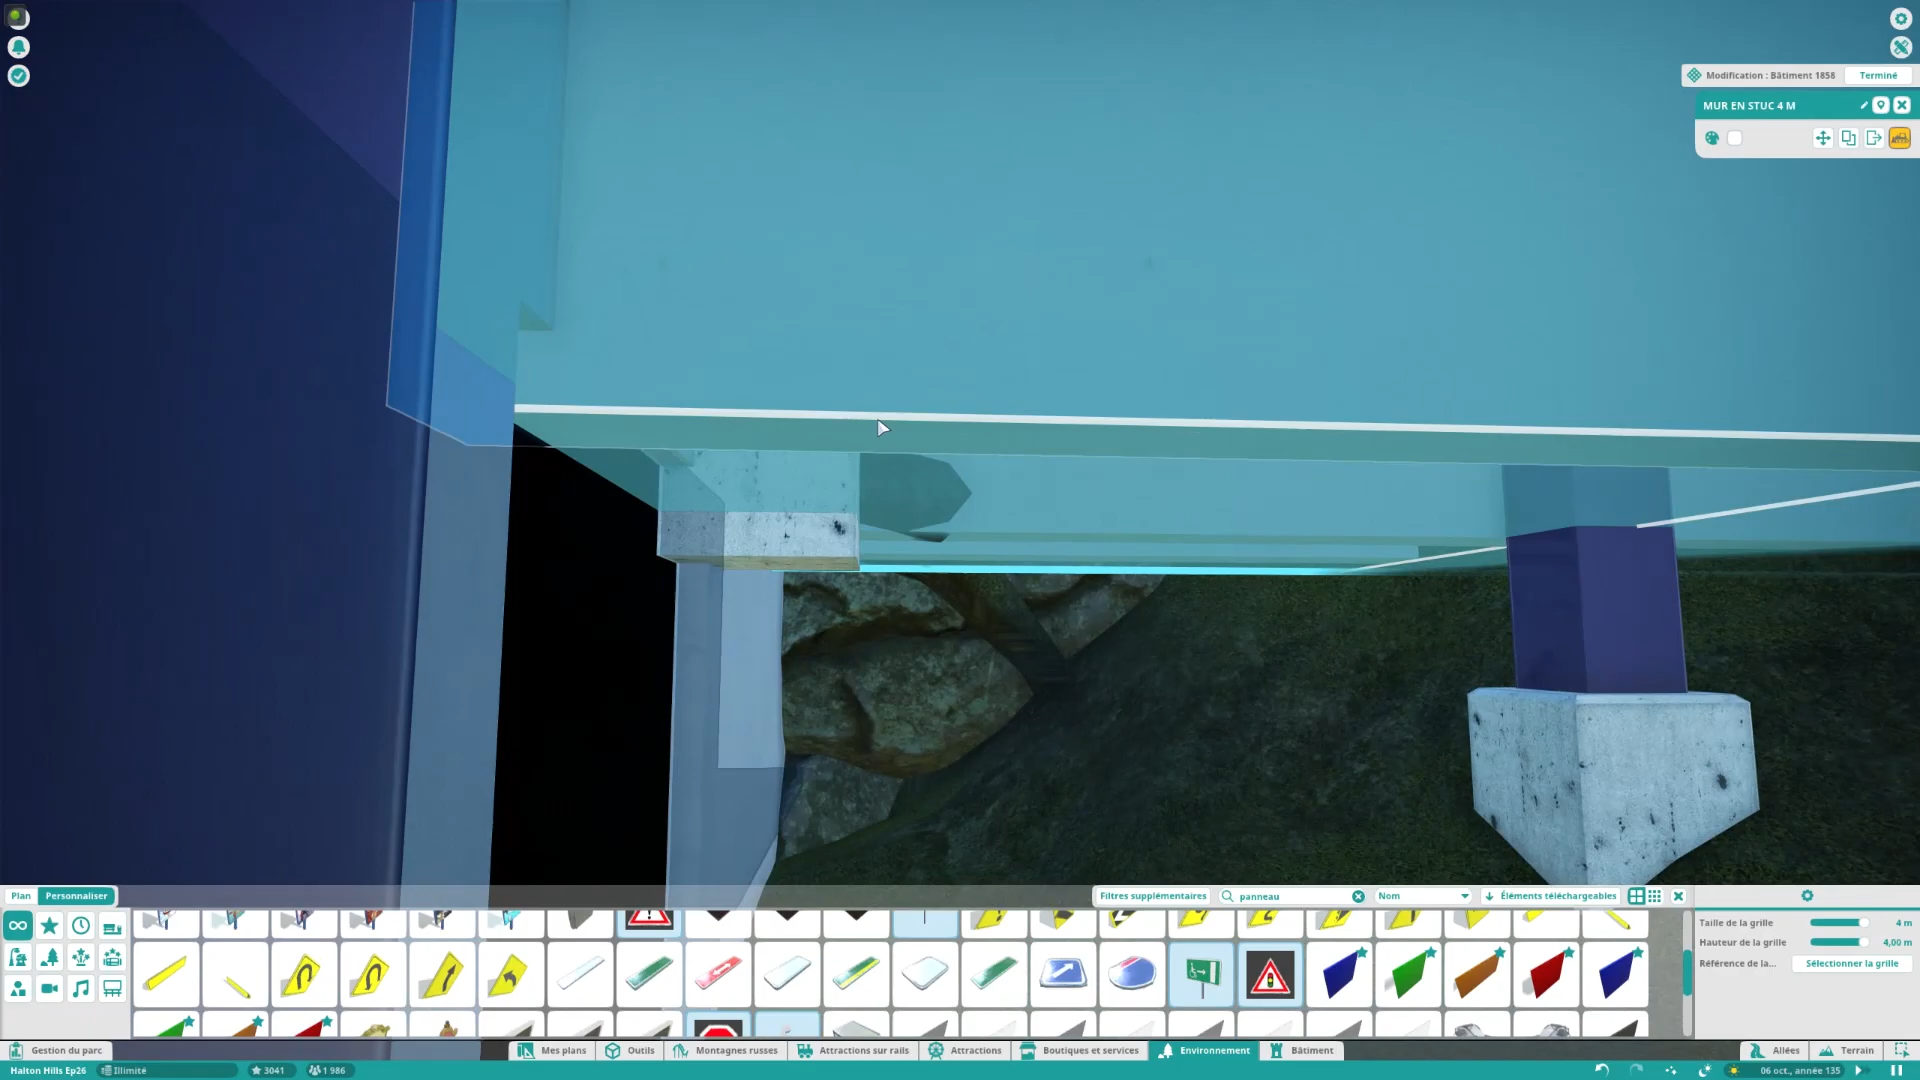 Modification : Bâtiment 1858
Terminé
MUR EN STUC 4 M
Plan
Personnaliser
Filtres supplémentaires
panneau
Nom
Éléments téléchargeables
Taille de la grille
4 m
Hauteur de la grille
4,00 m
Référence de la...
Sélectionner la grille
Gestion du parc
Mes plans
Outils
Montagnes russes
Attractions sur rails
Attractions
Boutiques et services
Environnement
Bâtiment
Allées
Terrain
Halton Hills Ep26
Illimité
3041
1 986
06 oct., année 135